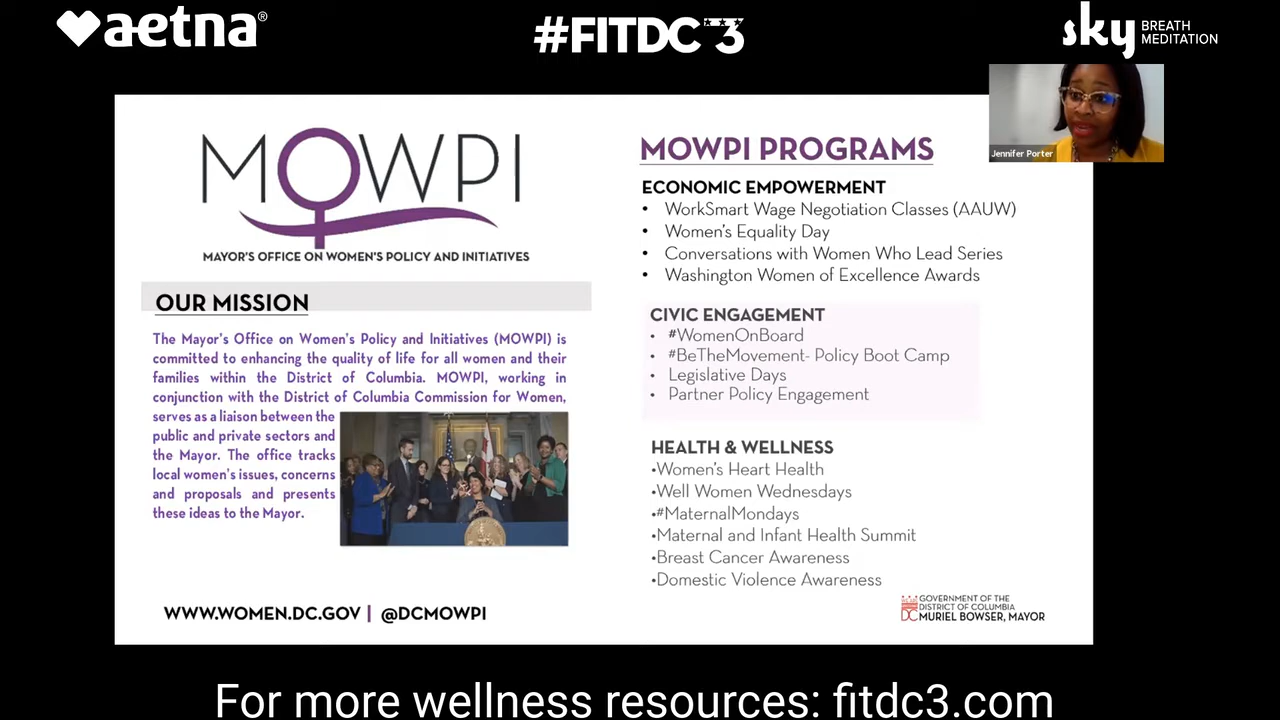 aetna®
#FITDC3
sky BREATH
MEDITATION
Jennifer Porter
MOWPI
MAYOR'S OFFICE ON WOMEN'S POLICY AND INITIATIVES
OUR MISSION
The Mayor's Office on Women's Policy and Initiatives (MOWPI) is
committed to enhancing the quality of life for all women and their
families within the District of Columbia. MOWPI, working in
conjunction with the District of Columbia Commission for Women,
serves as a liaison between the
public and private sectors and
the Mayor. The office tracks
local women's issues, concerns
and proposals and presents
these ideas to the Mayor.
WWW.WOMEN.DC.GOV | @DCMOWPI
MOWPI PROGRAMS
ECONOMIC EMPOWERMENT
• WorkSmart Wage Negotiation Classes (AAUW)
• Women's Equality Day
• Conversations with Women Who Lead Series
• Washington Women of Excellence Awards
CIVIC ENGAGEMENT
• #WomenOnBoard
• #BeTheMovement- Policy Boot Camp
• Legislative Days
• Partner Policy Engagement
HEALTH & WELLNESS
•Women's Heart Health
•Well Women Wednesdays
•#MaternalMondays
•Maternal and Infant Health Summit
•Breast Cancer Awareness
•Domestic Violence Awareness
GOVERNMENT OF THE
DISTRICT OF COLUMBIA
DC MURIEL BOWSER, MAYOR
For more wellness resources: fitdc3.com